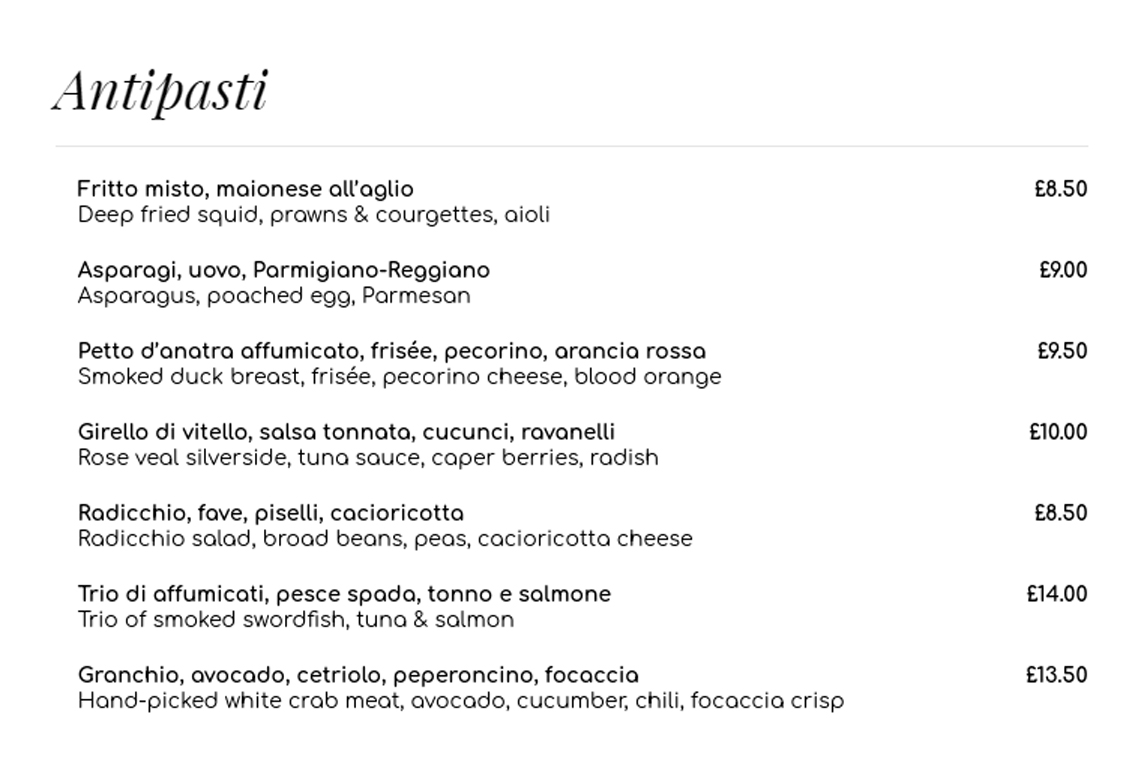 Antipasti
Fritto misto, maionese all’aglio £8.50
Deep fried squid, prawns & courgettes, aioli
Asparagi, uovo, Parmigiano-Reggiano £9.00
Asparagus, poached egg, Parmesan
Petto d’anatra affumicato, frisée, pecorino, arancia rossa £9.50
Smoked duck breast, frisée, pecorino cheese, blood orange
Girello di vitello, salsa tonnata, cucunci, ravanelli £10.00
Rose veal silverside, tuna sauce, caper berries, radish
Radicchio, fave, piselli, cacioricotta £8.50
Radicchio salad, broad beans, peas, cacioricotta cheese
Trio di affumicati, pesce spada, tonno e salmone £14.00
Trio of smoked swordfish, tuna & salmon
Granchio, avocado, cetriolo, peperoncino, focaccia £13.50
Hand-picked white crab meat, avocado, cucumber, chili, focaccia crisp